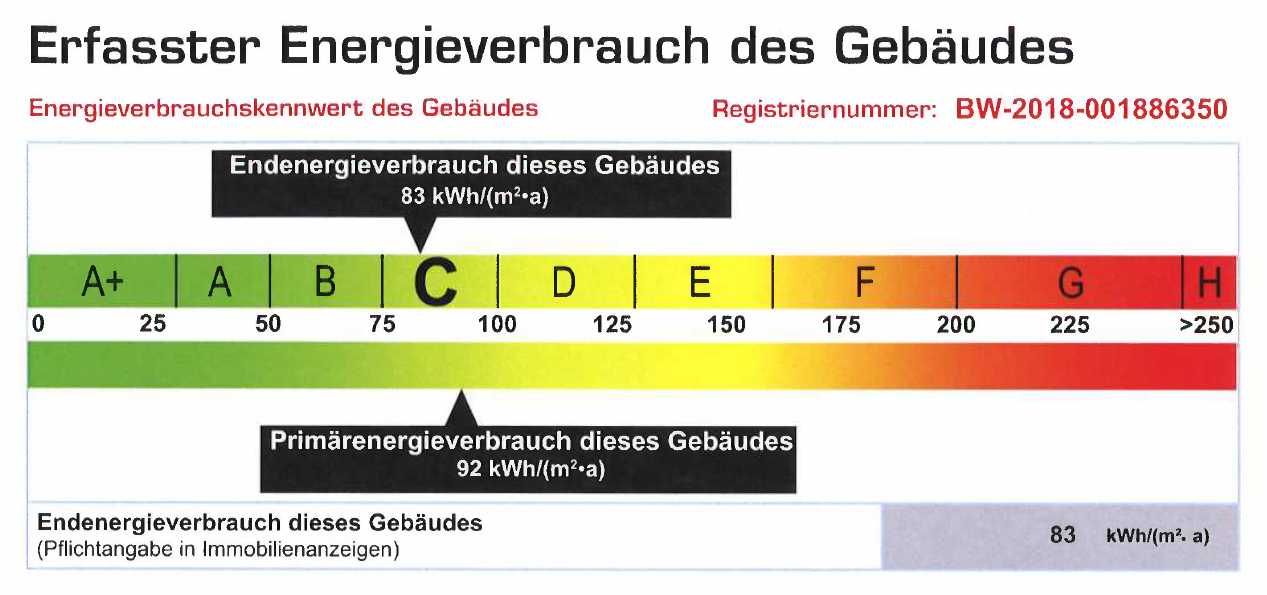 Erfasster Energieverbrauch des Gebäudes
Energieverbrauchskennwert des Gebäudes Registriernummer: BW-2018-001886350
Endenergieverbrauch dieses Gebäudes
83 kWh/(m²•a)
A+ A B C D E F G H
0 25 50 75 100 125 150 175 200 225 >250
Primärenergieverbrauch dieses Gebäudes
92 kWh/(m²•a)
Endenergieverbrauch dieses Gebäudes
(Pflichtangabe in Immobilienanzeigen)
83 kWh/(m². a)